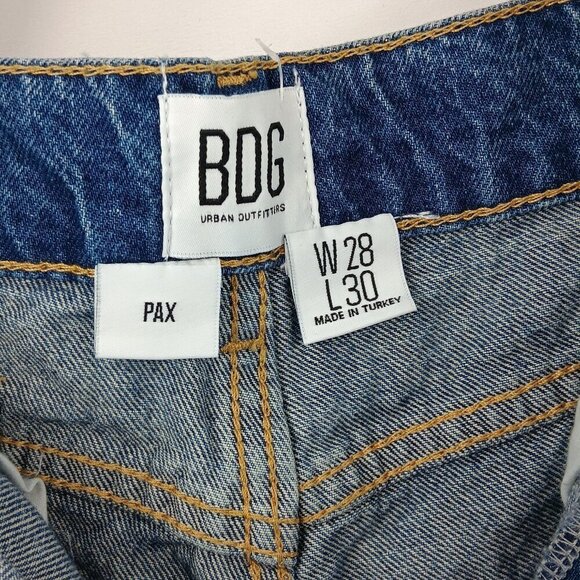 BDG
URBAN OUTFITTERS
PAX
W 28
L 30
MADE IN TURKEY